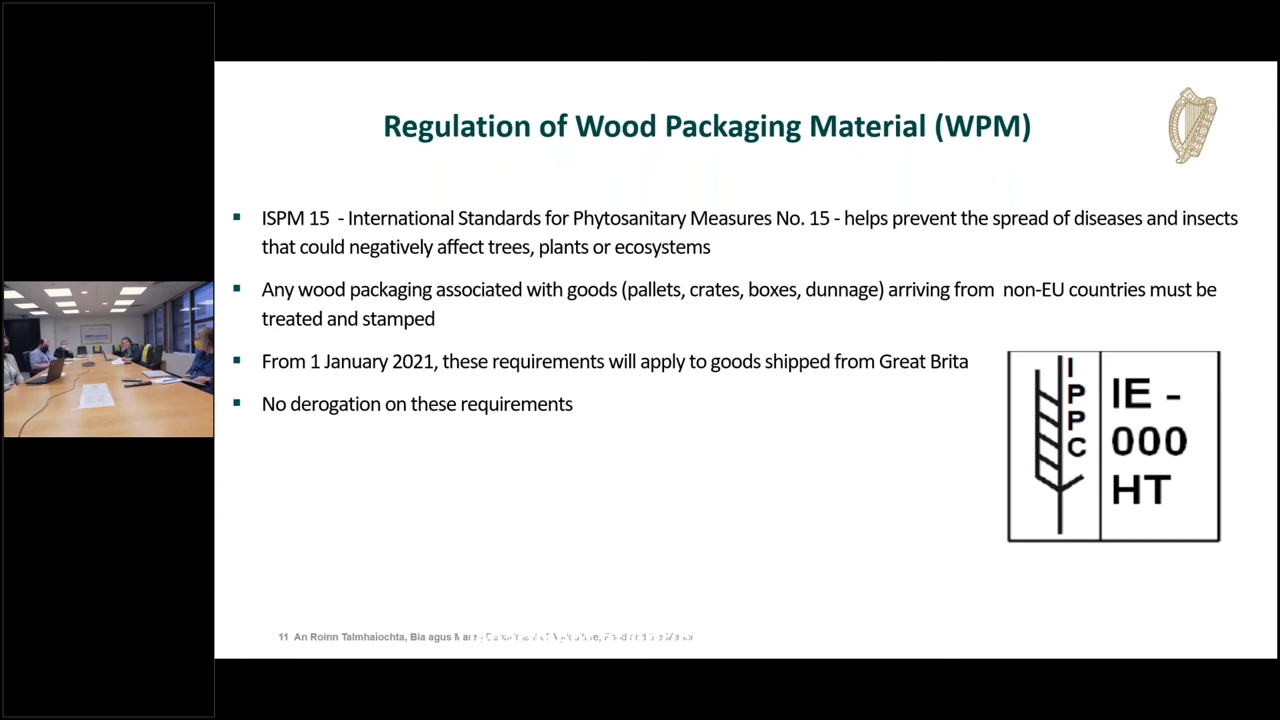 Regulation of Wood Packaging Material (WPM)
ISPM 15 - International Standards for Phytosanitary Measures No. 15 - helps prevent the spread of diseases and insects
that could negatively affect trees, plants or ecosystems
Any wood packaging associated with goods (pallets, crates, boxes, dunnage) arriving from non-EU countries must be
treated and stamped
From 1 January 2021, these requirements will apply to goods shipped from Great Brita
No derogation on these requirements
IPPC
IE -
000
HT
11 An Roinn Talmhaíochta, Bia agus